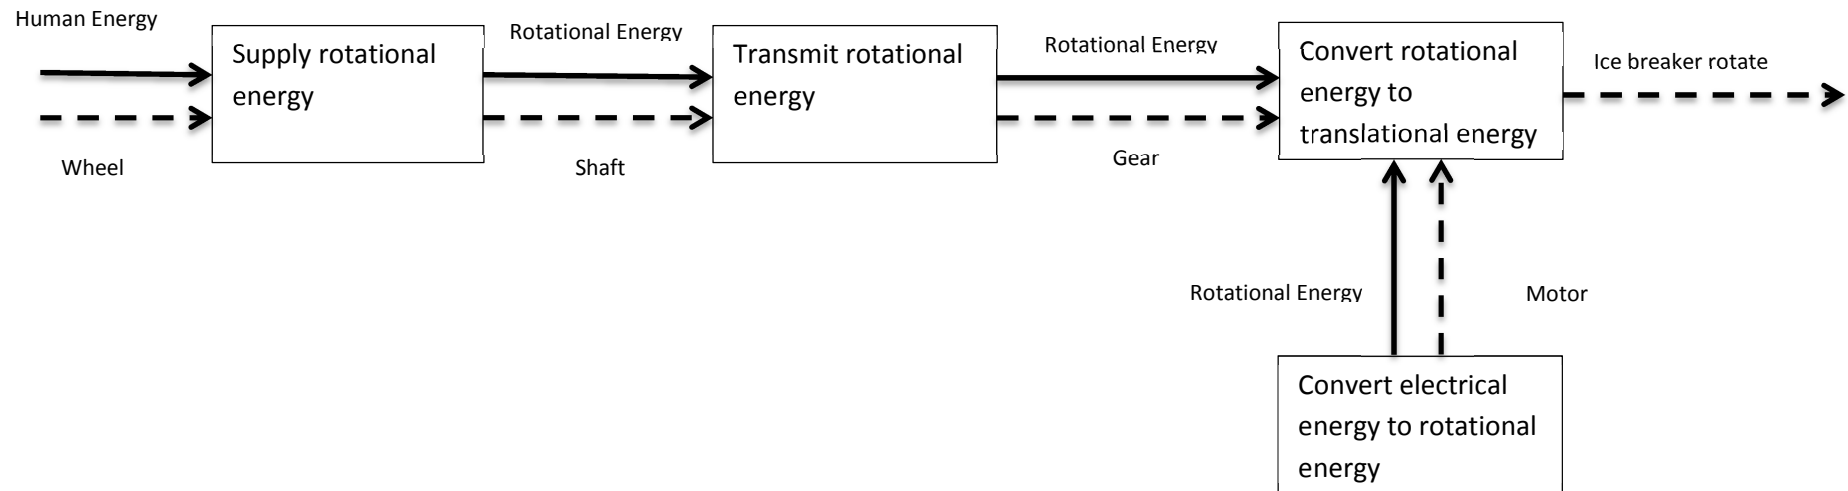 Human Energy
Supply rotational
energy
Wheel
Rotational Energy
Shaft
Transmit rotational
energy
Rotational Energy
Gear
Convert rotational
energy to
translational energy
Ice breaker rotate
Rotational Energy
Motor
Convert electrical
energy to rotational
energy